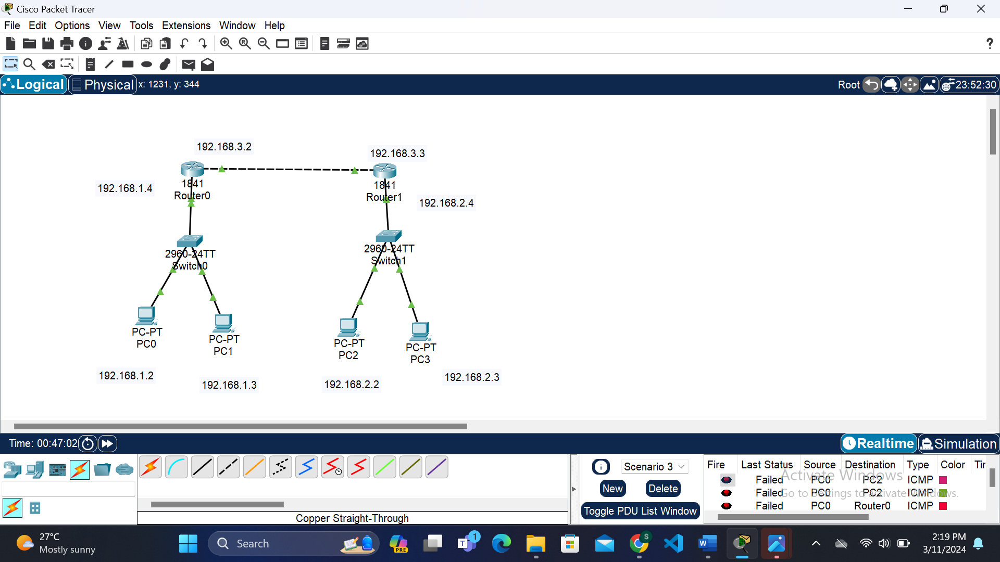 Cisco Packet Tracer
File Edit Options View Tools Extensions Window Help
?
Logical Physical x: 1231, y: 344 Root 23:52:30
192.168.3.2
192.168.3.3
1841
Router0
1841
Router1
192.168.1.4
192.168.2.4
2960-24TT
Switch0
2960-24TT
Switch1
PC-PT
PC0
PC-PT
PC1
PC-PT
PC2
PC-PT
PC3
192.168.1.2
192.168.1.3
192.168.2.2
192.168.2.3
Time: 00:47:02 Realtime Simulation
Copper Straight-Through
Scenario 3
New Delete
Toggle PDU List Window
Fire Last Status Source Destination Type Color Tir
Failed PC0 PC2 ICMP
Failed PC0 PC2 ICMP
Failed PC0 Router0 ICMP
Activate Windows
Go to Settings to activate Windows.
27°C
Mostly sunny
Search
PRE
T
1
S
W
2:19 PM
3/11/2024